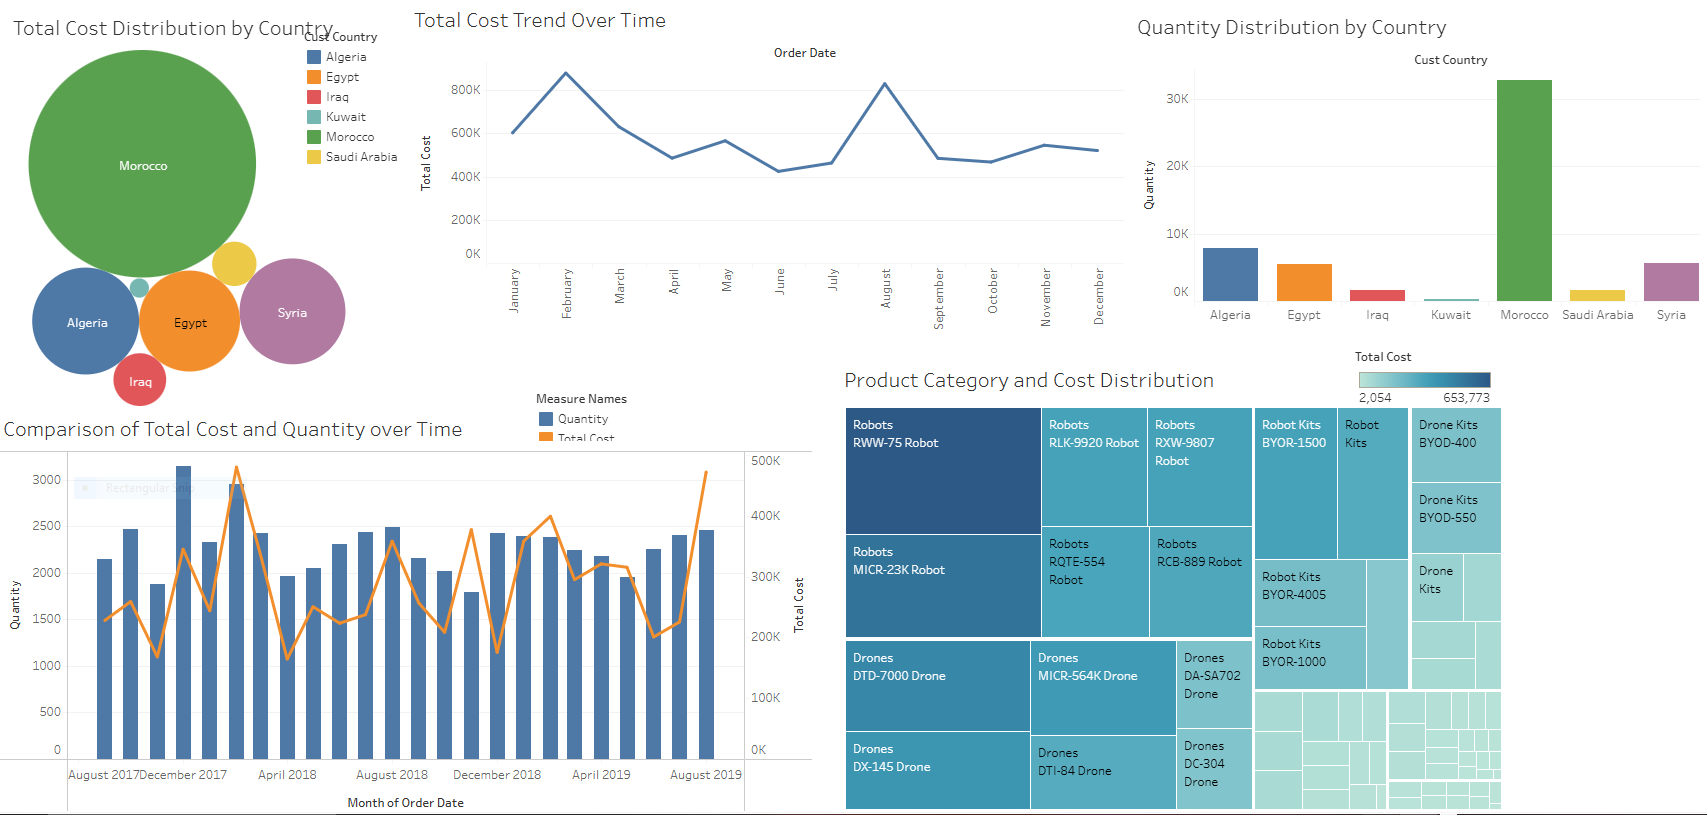 Total Cost Distribution by Country
Cust Country
Algeria
Egypt
Iraq
Kuwait
Morocco
Saudi Arabia
Morocco
Algeria
Egypt
Syria
Iraq
Total Cost Trend Over Time
Order Date
Total Cost
800K
600K
400K
200K
0K
January
February
March
April
May
June
July
August
September
October
November
December
Quantity Distribution by Country
Cust Country
Quantity
30K
20K
10K
0K
Algeria
Egypt
Iraq
Kuwait
Morocco
Saudi Arabia
Syria
Measure Names
Quantity
Total Cost
Comparison of Total Cost and Quantity over Time
Rectangular Snip
Quantity
3000
2500
2000
1500
1000
500
0
500K
400K
300K
200K
100K
0K
Total Cost
August 2017
December 2017
April 2018
August 2018
December 2018
April 2019
August 2019
Month of Order Date
Total Cost
2,054
653,773
Product Category and Cost Distribution
Robots
RWW-75 Robot
Robots
MICR-23K Robot
Robots
RLK-9920 Robot
Robots
RXW-9807
Robot
Robots
RQTE-554
Robot
Robots
RCB-889 Robot
Robot Kits
BYOR-1500
Robot
Kits
Robot Kits
BYOR-4005
Robot Kits
BYOR-1000
Drone Kits
BYOD-400
Drone Kits
BYOD-550
Drone
Kits
Drones
DTD-7000 Drone
Drones
DX-145 Drone
Drones
MICR-564K Drone
Drones
DTI-84 Drone
Drones
DA-SA702
Drone
Drones
DC-304
Drone